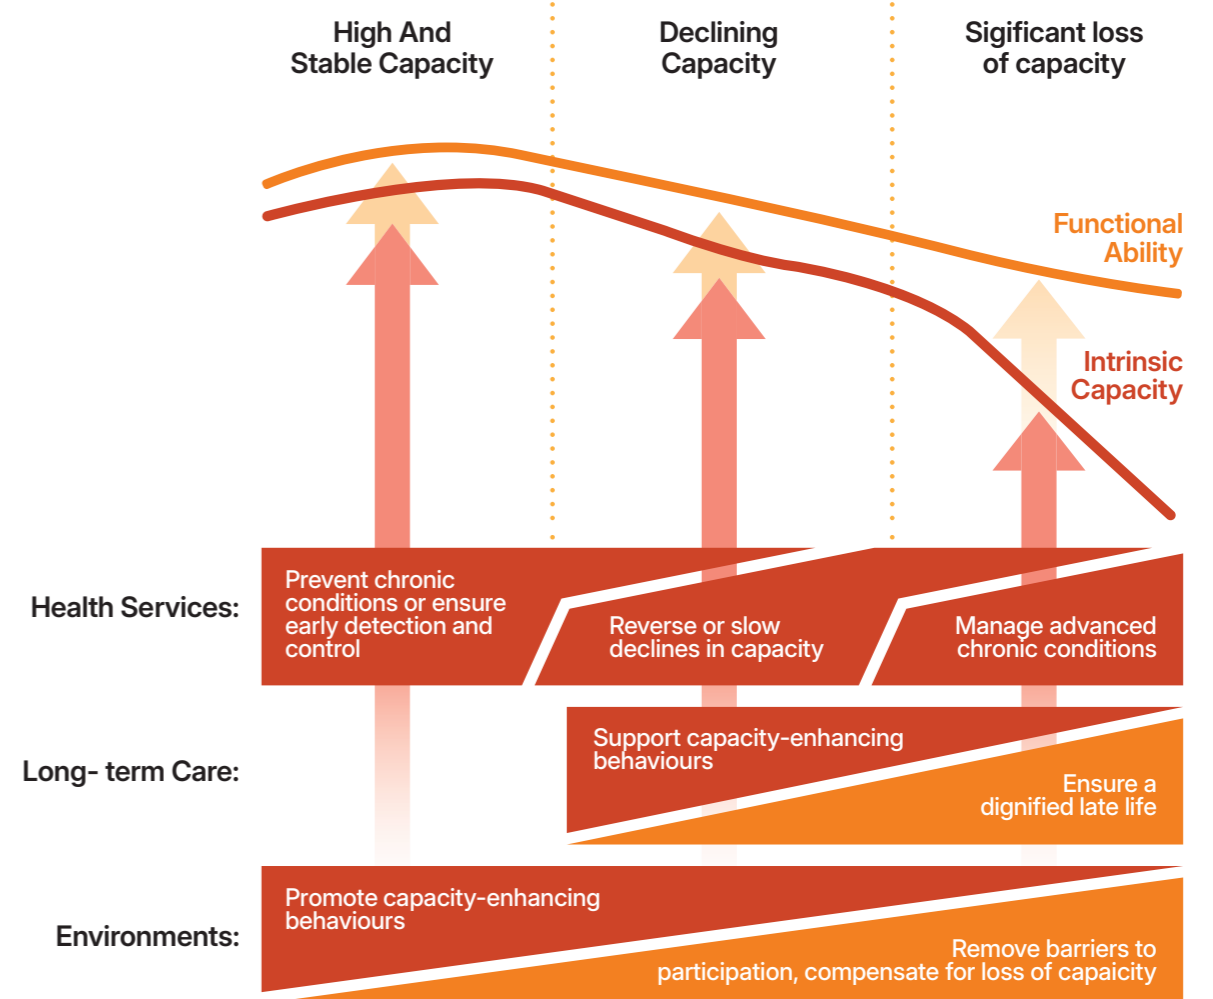 High And
Stable Capacity
Declining
Capacity
Sigificant loss
of capacity
Functional
Ability
Intrinsic
Capacity
Health Services:
Prevent chronic
conditions or ensure
early detection and
control
Reverse or slow
declines in capacity
Manage advanced
chronic conditions
Long- term Care:
Support capacity-enhancing
behaviours
Ensure a
dignified late life
Environments:
Promote capacity-enhancing
behaviours
Remove barriers to
participation, compensate for loss of capaicity